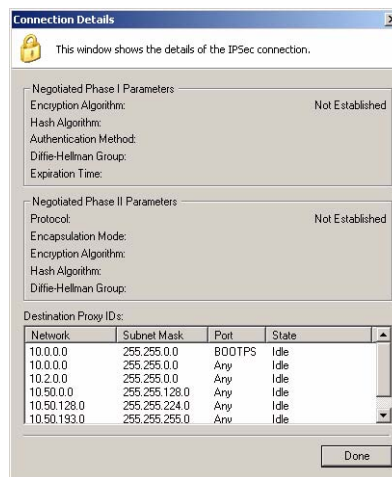 Connection Details
This window shows the details of the IPSec connection.
Negotiated Phase I Parameters
Encryption Algorithm: Not Established
Hash Algorithm:
Authentication Method:
Diffie-Hellman Group:
Expiration Time:
Negotiated Phase II Parameters
Protocol: Not Established
Encapsulation Mode:
Encryption Algorithm:
Hash Algorithm:
Diffie-Hellman Group:
Destination Proxy IDs:
Network Subnet Mask Port State
10.0.0.0 255.255.0.0 BOOTPS Idle
10.0.0.0 255.255.0.0 Any Idle
10.2.0.0 255.255.0.0 Any Idle
10.50.0.0 255.255.128.0 Any Idle
10.50.128.0 255.255.224.0 Any Idle
10.50.193.0 255.255.255.0 Any Idle
Done